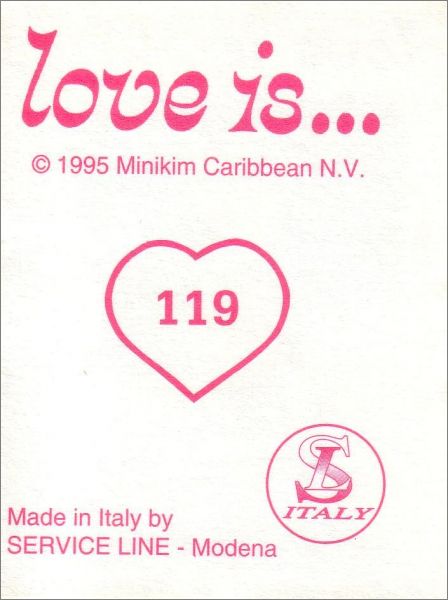 love is...
© 1995 Minikim Caribbean N.V.
119
SL
ITALY
Made in Italy by
SERVICE LINE - Modena